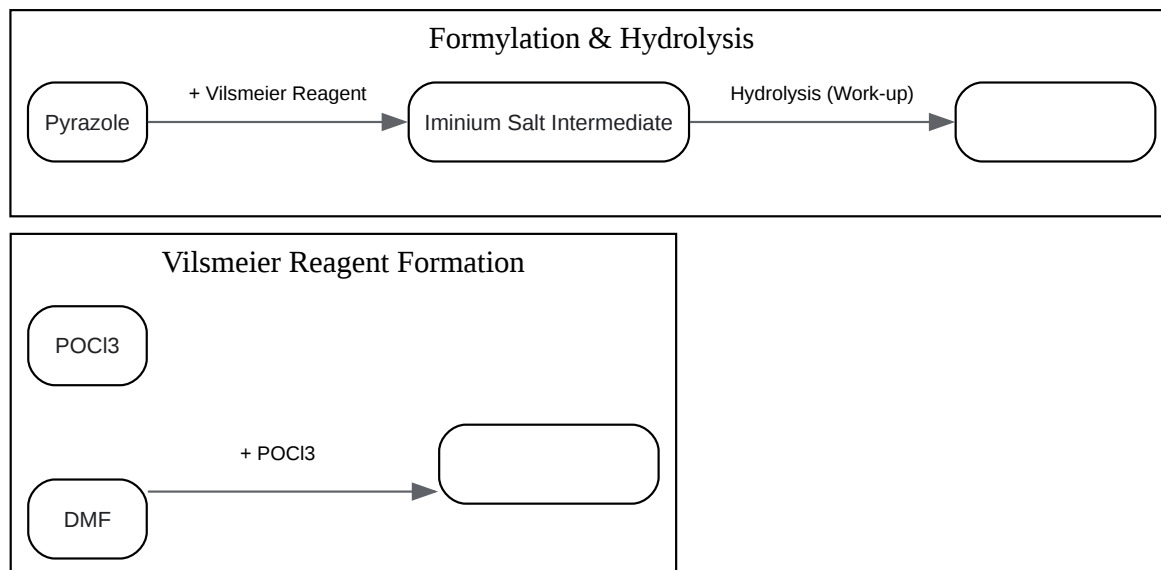 Formylation & Hydrolysis
+ Vilsmeier Reagent
Hydrolysis (Work-up)
Pyrazole
Iminium Salt Intermediate
Vilsmeier Reagent Formation
POCl3
+ POCl3
DMF